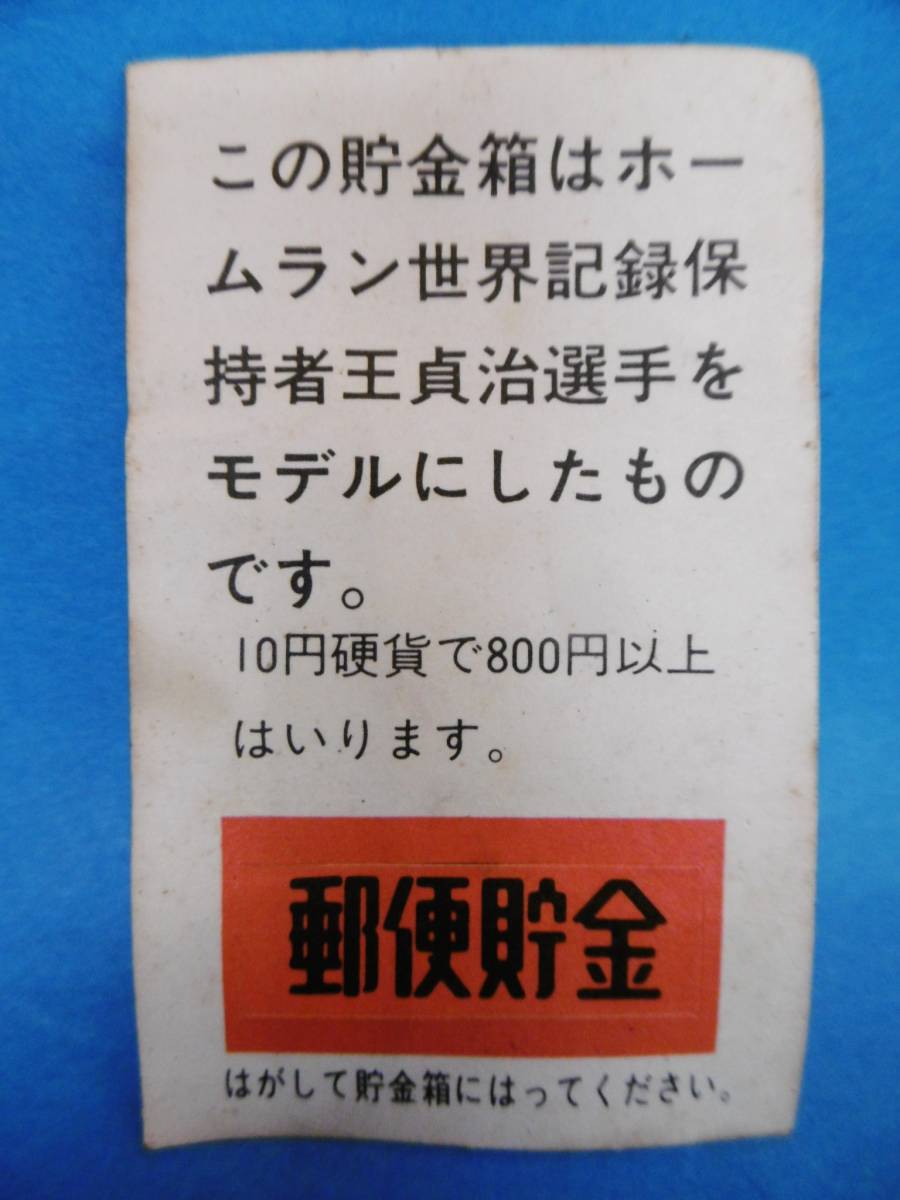 この貯金箱はホー
ムラン世界記録保
持者王貞治選手を
モデルにしたもの
です。
10円硬貨で800円以上
はいります。
郵便貯金
はがして貯金箱にはってください。